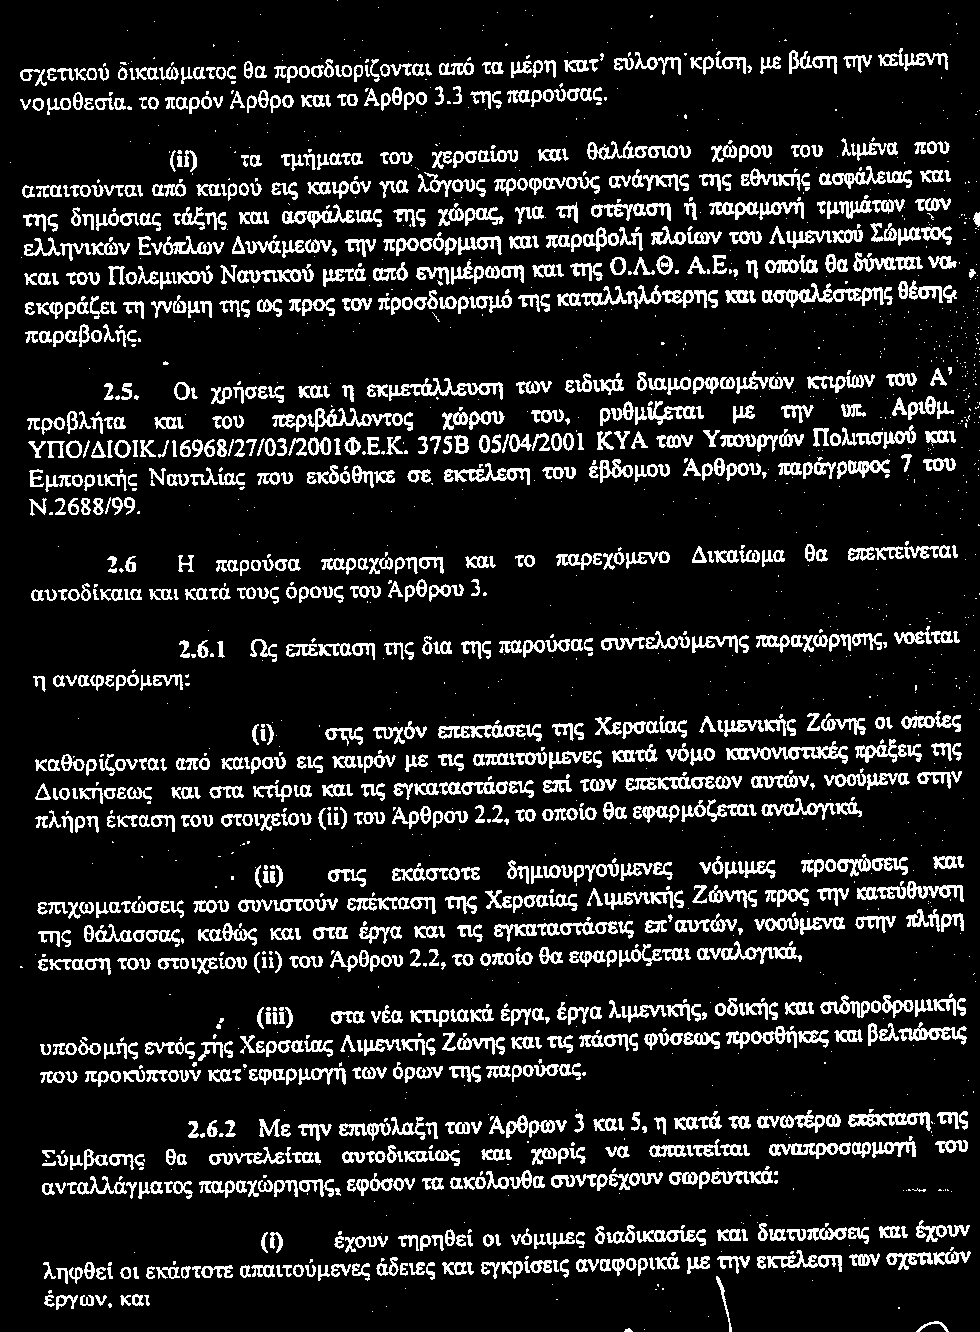 σχετικού δικαιώματος θα προσδιορίζονται από τα μέρη κατ' εύλογη κρίση, με βάση την κείμενη
νομοθεσία, το παρόν Άρθρο και το Άρθρο 3.3 της παρούσας.
(ii) τα τμήματα του χερσαίου και θαλάσσιου χώρου του λιμένα που
απαιτούνται από καιρού εις καιρόν για λόγους προφανούς ανάγκης της εθνικής ασφάλειας και
της δημόσιας τάξης και ασφάλειας της χώρας, για τη στέγαση ή παραμονή τμημάτων των
ελληνικών Ενόπλων Δυνάμεων, την προσόρμιση και παραβολή πλοίων του Λιμενικού Σώματος
και του Πολεμικού Ναυτικού μετά από ενημέρωση και της Ο.Λ.Θ. Α.Ε., η οποία θα δύναται να
εκφράζει τη γνώμη της ως προς τον προσδιορισμό της καταλληλότερης και ασφαλέστερης θέσης
παραβολής.
2.5. Οι χρήσεις και η εκμετάλλευση των ειδικά διαμορφωμένων κτιρίων του Α'
προβλήτα και του περιβάλλοντος χώρου του, ρυθμίζεται με την υπ. Αριθμ.
ΥΠΟ/ΔΙΟΙΚ./16968/27/03/2001Φ.Ε.Κ. 375Β 05/04/2001 ΚΥΑ των Υπουργών Πολιτισμού και
Εμπορικής Ναυτιλίας που εκδόθηκε σε εκτέλεση του έβδομου Άρθρου, παράγραφος 7 του
Ν.2688/99.
2.6 Η παρούσα παραχώρηση και το παρεχόμενο Δικαίωμα θα επεκτείνεται
αυτοδίκαια και κατά τους όρους του Άρθρου 3.
2.6.1 Ως επέκταση της δια της παρούσας συντελούμενης παραχώρησης, νοείται
η αναφερόμενη:
(i) στις τυχόν επεκτάσεις της Χερσαίας Λιμενικής Ζώνης οι οποίες
καθορίζονται από καιρού εις καιρόν με τις απαιτούμενες κατά νόμο κανονιστικές πράξεις της
Διοικήσεως και στα κτίρια και τις εγκαταστάσεις επί των επεκτάσεων αυτών, νοούμενα στην
πλήρη έκταση του στοιχείου (ii) του Άρθρου 2.2, το οποίο θα εφαρμόζεται αναλογικά,
(ii) στις εκάστοτε δημιουργούμενες νόμιμες προσχώσεις και
επιχωματώσεις που συνιστούν επέκταση της Χερσαίας Λιμενικής Ζώνης προς την κατεύθυνση
της θάλασσας, καθώς και στα έργα και τις εγκαταστάσεις επ'αυτών, νοούμενα στην πλήρη
έκταση του στοιχείου (ii) του Άρθρου 2.2, το οποίο θα εφαρμόζεται αναλογικά,
(iii) στα νέα κτιριακά έργα, έργα λιμενικής, οδικής και σιδηροδρομικής
υποδομής εντός της Χερσαίας Λιμενικής Ζώνης και τις πάσης φύσεως προσθήκες και βελτιώσεις
που προκύπτουν κατ'εφαρμογή των όρων της παρούσας.
2.6.2 Με την επιφύλαξη των Άρθρων 3 και 5, η κατά τα ανωτέρω επέκταση της
Σύμβασης θα συντελείται αυτοδικαίως και χωρίς να απαιτείται αναπροσαρμογή του
ανταλλάγματος παραχώρησης, εφόσον τα ακόλουθα συντρέχουν σωρευτικά:
(i) έχουν τηρηθεί οι νόμιμες διαδικασίες και διατυπώσεις και έχουν
ληφθεί οι εκάστοτε απαιτούμενες άδειες και εγκρίσεις αναφορικά με την εκτέλεση των σχετικών
έργων, και